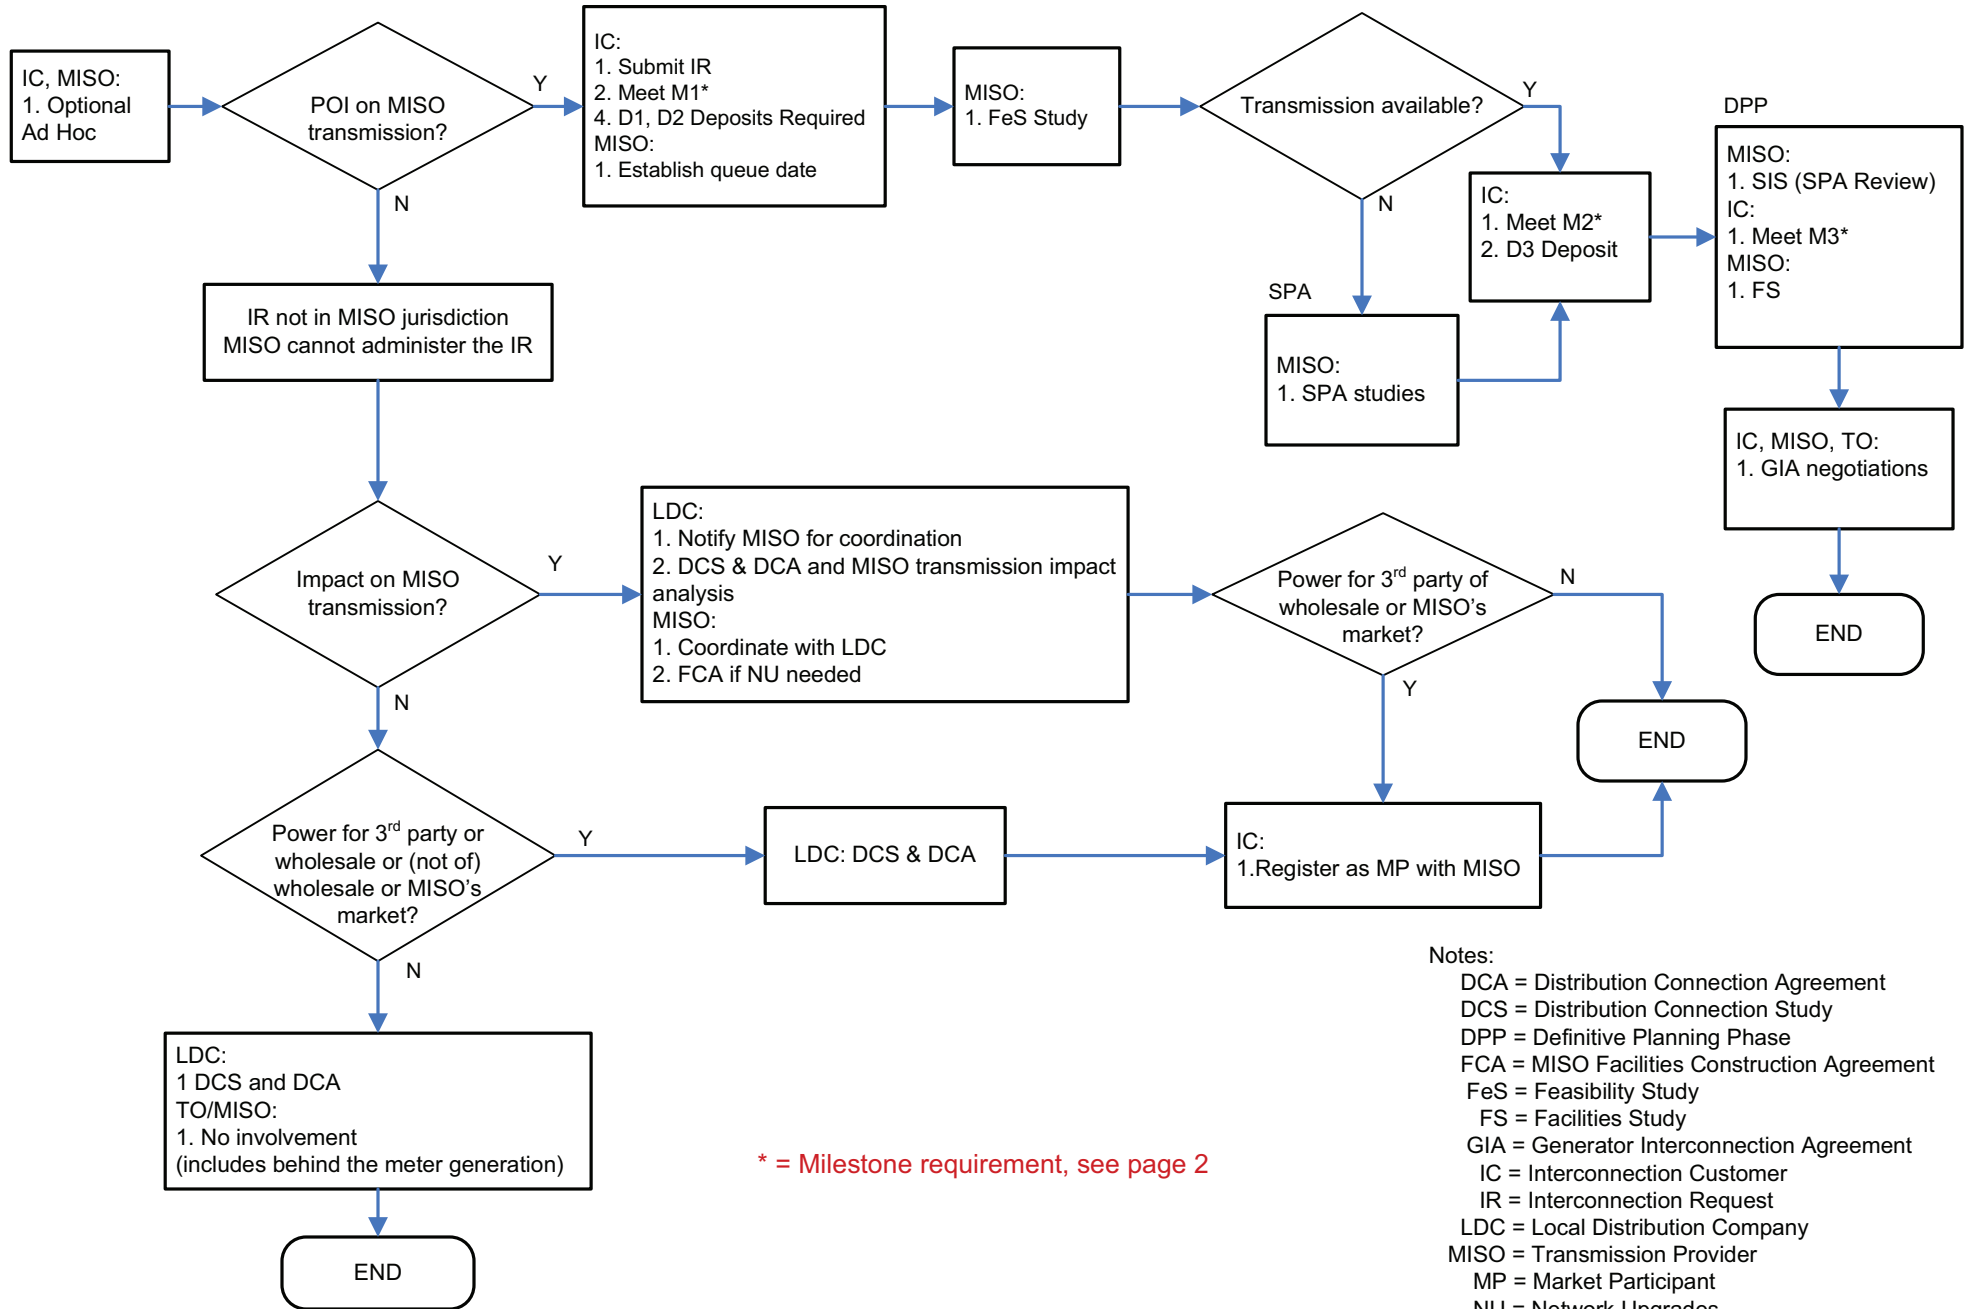 IC, MISO:
1. Optional
Ad Hoc
POI on MISO
transmission?
Y
N
IC:
1. Submit IR
2. Meet M1*
4. D1, D2 Deposits Required
MISO:
1. Establish queue date
MISO:
1. FeS Study
Transmission available?
Y
N
IC:
1. Meet M2*
2. D3 Deposit
DPP
MISO:
1. SIS (SPA Review)
IC:
1. Meet M3*
MISO:
1. FS
SPA
MISO:
1. SPA studies
IC, MISO, TO:
1. GIA negotiations
END
IR not in MISO jurisdiction
MISO cannot administer the IR
Impact on MISO
transmission?
Y
N
LDC:
1. Notify MISO for coordination
2. DCS & DCA and MISO transmission impact
analysis
MISO:
1. Coordinate with LDC
2. FCA if NU needed
Power for 3rd party of
wholesale or MISO's
market?
N
Y
END
Power for 3rd party or
wholesale or (not of)
wholesale or MISO's
market?
Y
N
LDC: DCS & DCA
IC:
1.Register as MP with MISO
LDC:
1 DCS and DCA
TO/MISO:
1. No involvement
(includes behind the meter generation)
END
* = Milestone requirement, see page 2
Notes:
DCA = Distribution Connection Agreement
DCS = Distribution Connection Study
DPP = Definitive Planning Phase
FCA = MISO Facilities Construction Agreement
FeS = Feasibility Study
FS = Facilities Study
GIA = Generator Interconnection Agreement
IC = Interconnection Customer
IR = Interconnection Request
LDC = Local Distribution Company
MISO = Transmission Provider
MP = Market Participant
NU = Network Upgrades